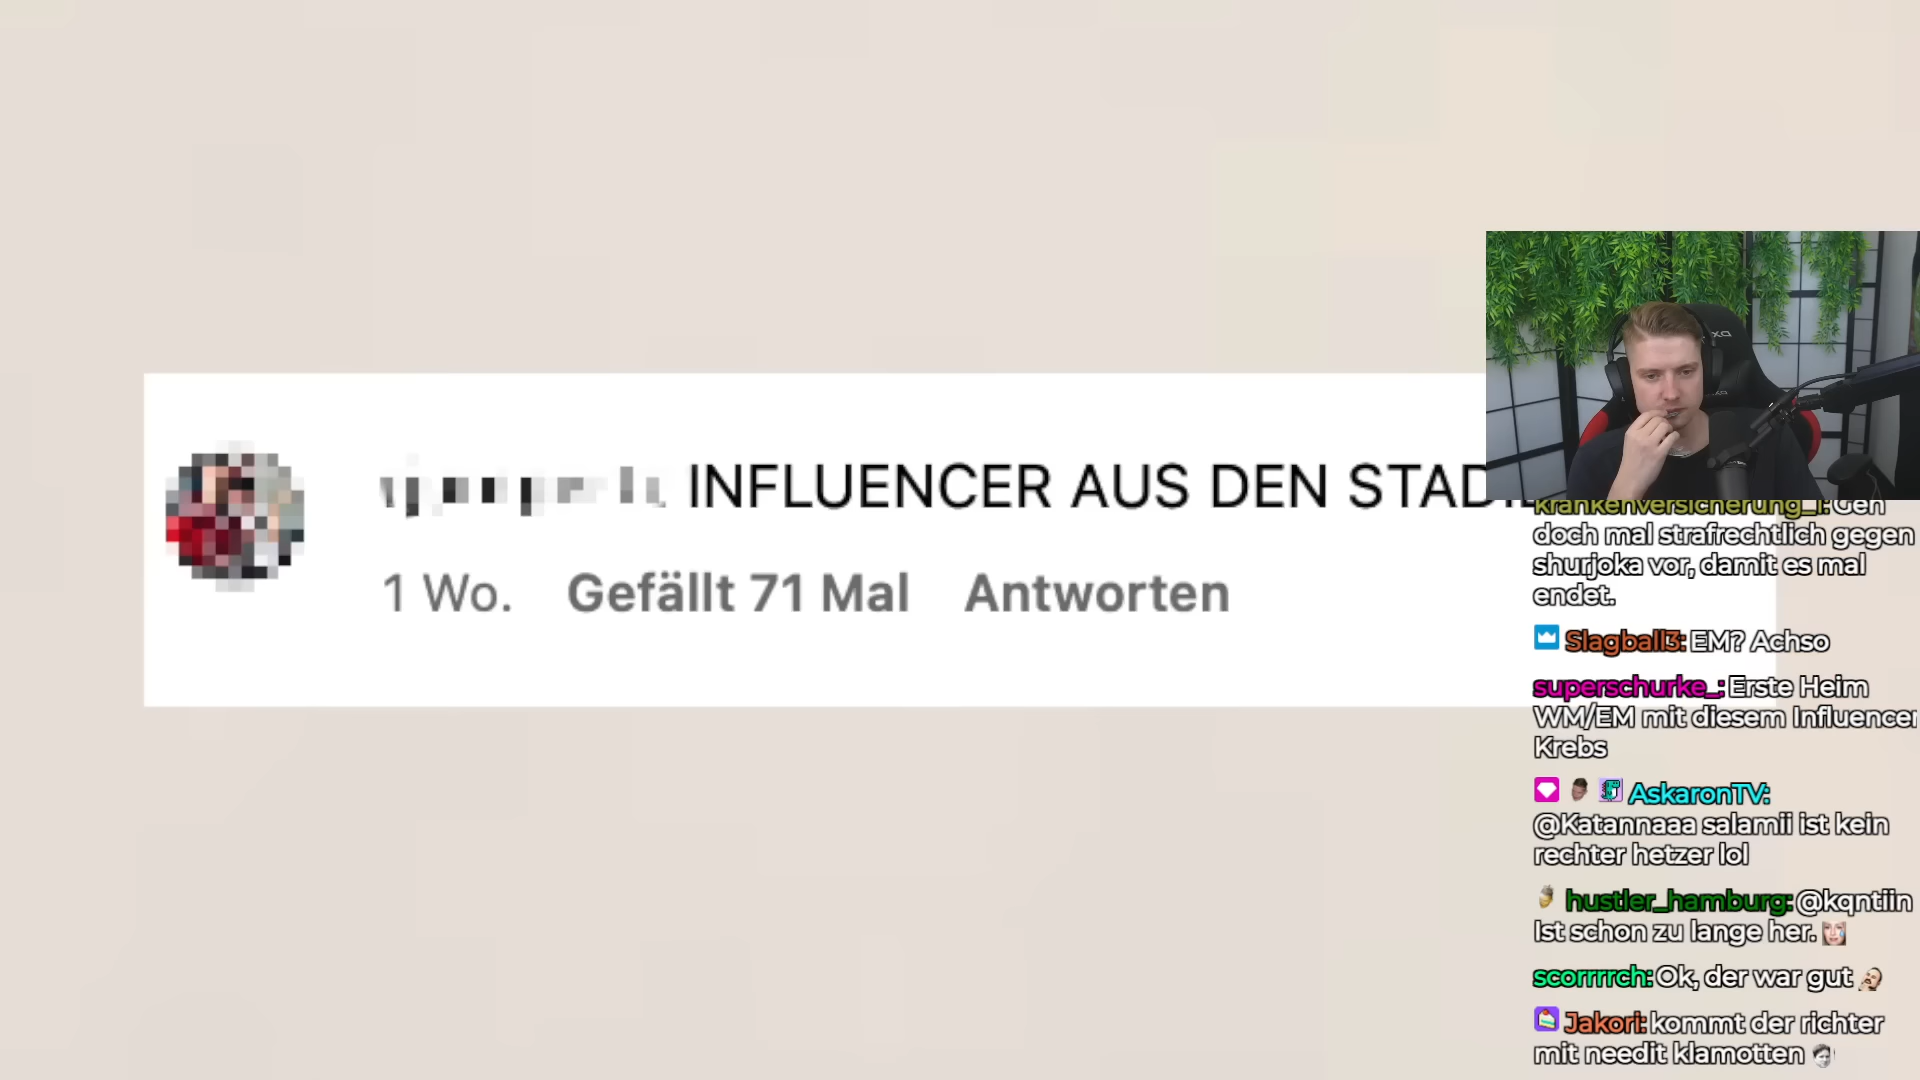 INFLUENCER AUS DEN
1 Wo. Gefällt 71 Mal Antworten
krankenversicherung_1: Geh
doch mal strafrechtlich gegen
shurjoka vor, damit es mal
endet.
Slagball3: EM? Achso
superschurke_: Erste Heim
WM/EM mit diesem Influencer
Krebs
AskaronTV:
@Katannaaa salamii ist kein
rechter hetzer lol
hustler_hamburg: @kqntiin
Ist schon zu lange her.
scorrrrch: Ok, der war gut
Jakori: kommt der richter
mit needit klamotten